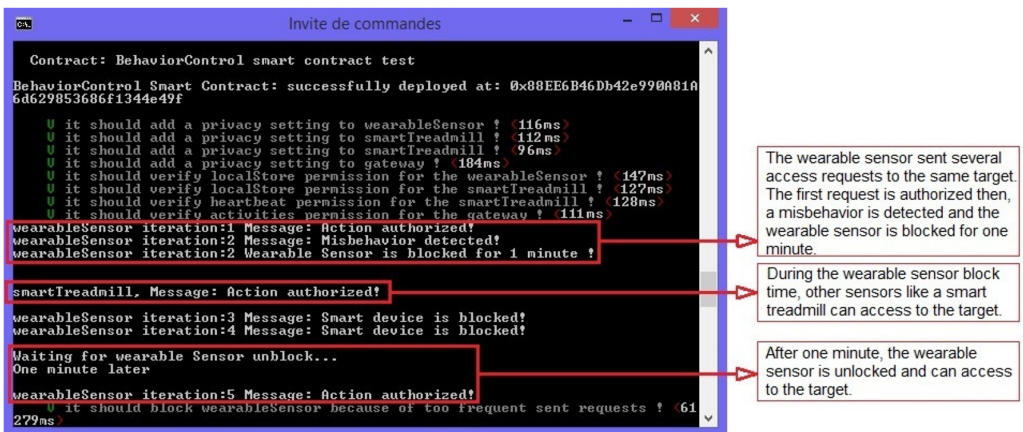 Invite de commandes
Contract: BehaviorControl smart contract test
BehaviorControl Smart Contract: successfully deployed at: 0x88EE6B46Db42e990A81A
6d629853686f1344e49f
V it should add a privacy setting to wearableSensor ! (116ms)
V it should add a privacy setting to smartTreadmill ! (112ms)
V it should add a privacy setting to smartTreadmill ! (96ms)
V it should add a privacy setting to gateway ! (184ms)
V it should verify localStore permission for the wearableSensor ! (147ms)
V it should verify localStore permission for the smartTreadmill ! (127ms)
V it should verify heartbeat permission for the smartTreadmill ! (128ms)
V it should verify activities permission for the gateway ! (111ms)
wearableSensor iteration:1 Message: Action authorized!
wearableSensor iteration:2 Message: Misbehavior detected!
wearableSensor iteration:2 Wearable Sensor is blocked for 1 minute !
smartTreadmill, Message: Action authorized!
wearableSensor iteration:3 Message: Smart device is blocked!
wearableSensor iteration:4 Message: Smart device is blocked!
Waiting for wearable Sensor unblock...
One minute later
wearableSensor iteration:5 Message: Action authorized!
V it should block wearableSensor because of too frequent sent requests ! (61
279ms)
The wearable sensor sent several
access requests to the same target.
The first request is authorized then,
a misbehavior is detected and the
wearable sensor is blocked for one
minute.
During the wearable sensor block
time, other sensors like a smart
treadmill can access to the target.
After one minute, the wearable
sensor is unlocked and can access
to the target.